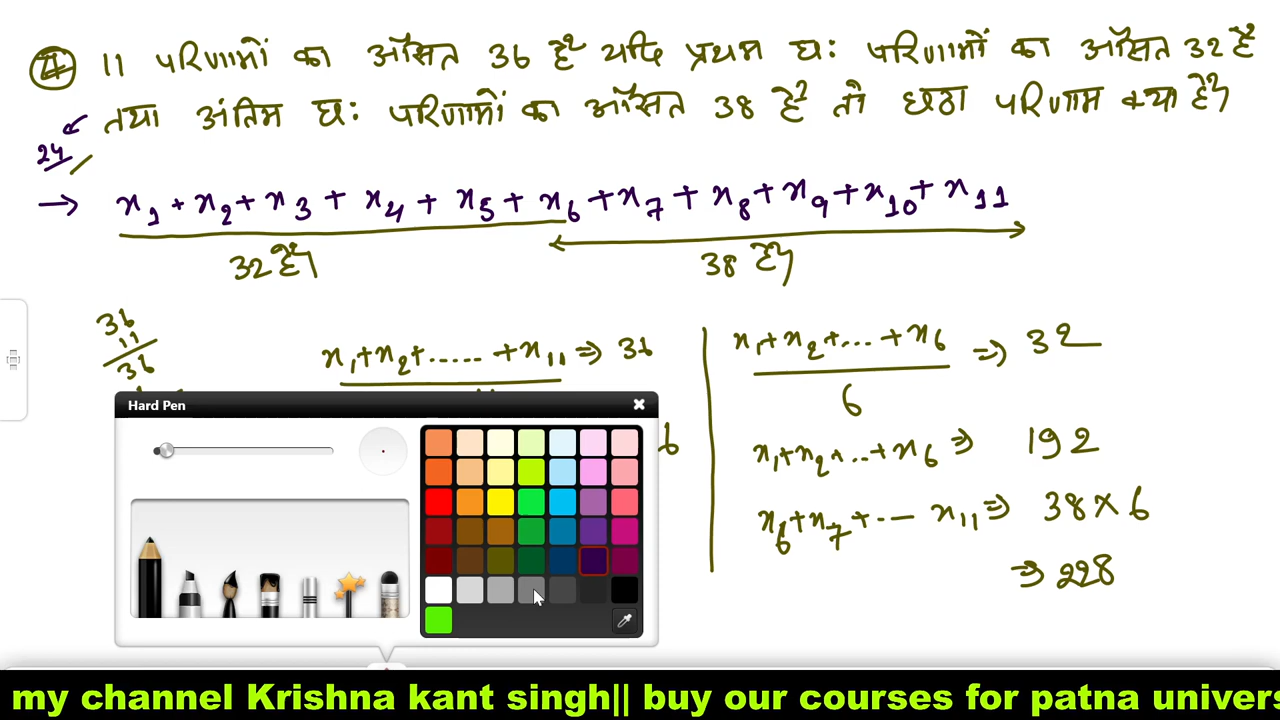 ④ 11 परिणामों का औसत 36 है यदि प्रथम छः परिणामों का औसत 32 है
तथा अंतिम छः परिणामों का औसत 38 है तो छठा परिणाम क्या है?
24
→ x₁ + x₂ + x₃ + x₄ + x₅ + x₆ + x₇ + x₈ + x₉ + x₁₀ + x₁₁
32 है। 38 है।
36
11
36
x₁+x₂+......+x₁₁ ⇒ 36
x₁+x₂+...+x₆ ⇒ 32
6
x₁+x₂+..+x₆ ⇒ 192
x₆+x₇+·-- x₁₁ ⇒ 38×6
⇒ 228
Hard Pen
my channel Krishna kant singh|| buy our courses for patna univers